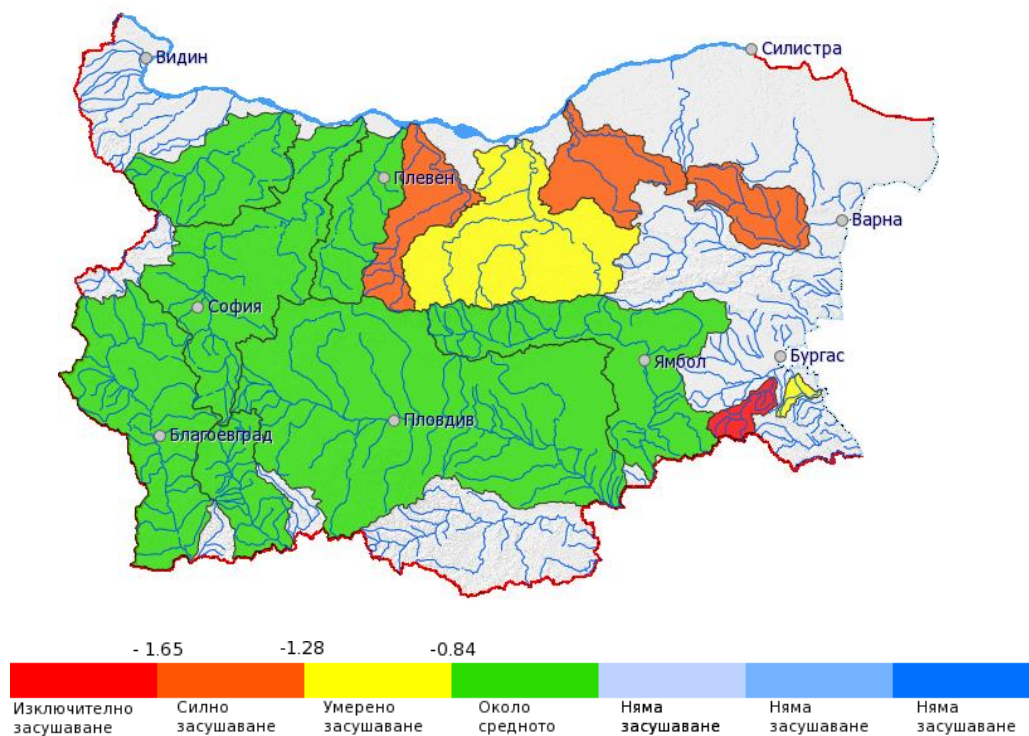 Видин
Силистра
Плевен
Варна
София
Ямбол
Бургас
Пловдив
Благоевград
- 1.65
-1.28
-0.84
Изключително засушаване
Силно засушаване
Умерено засушаване
Около средното
Няма засушаване
Няма засушаване
Няма засушаване